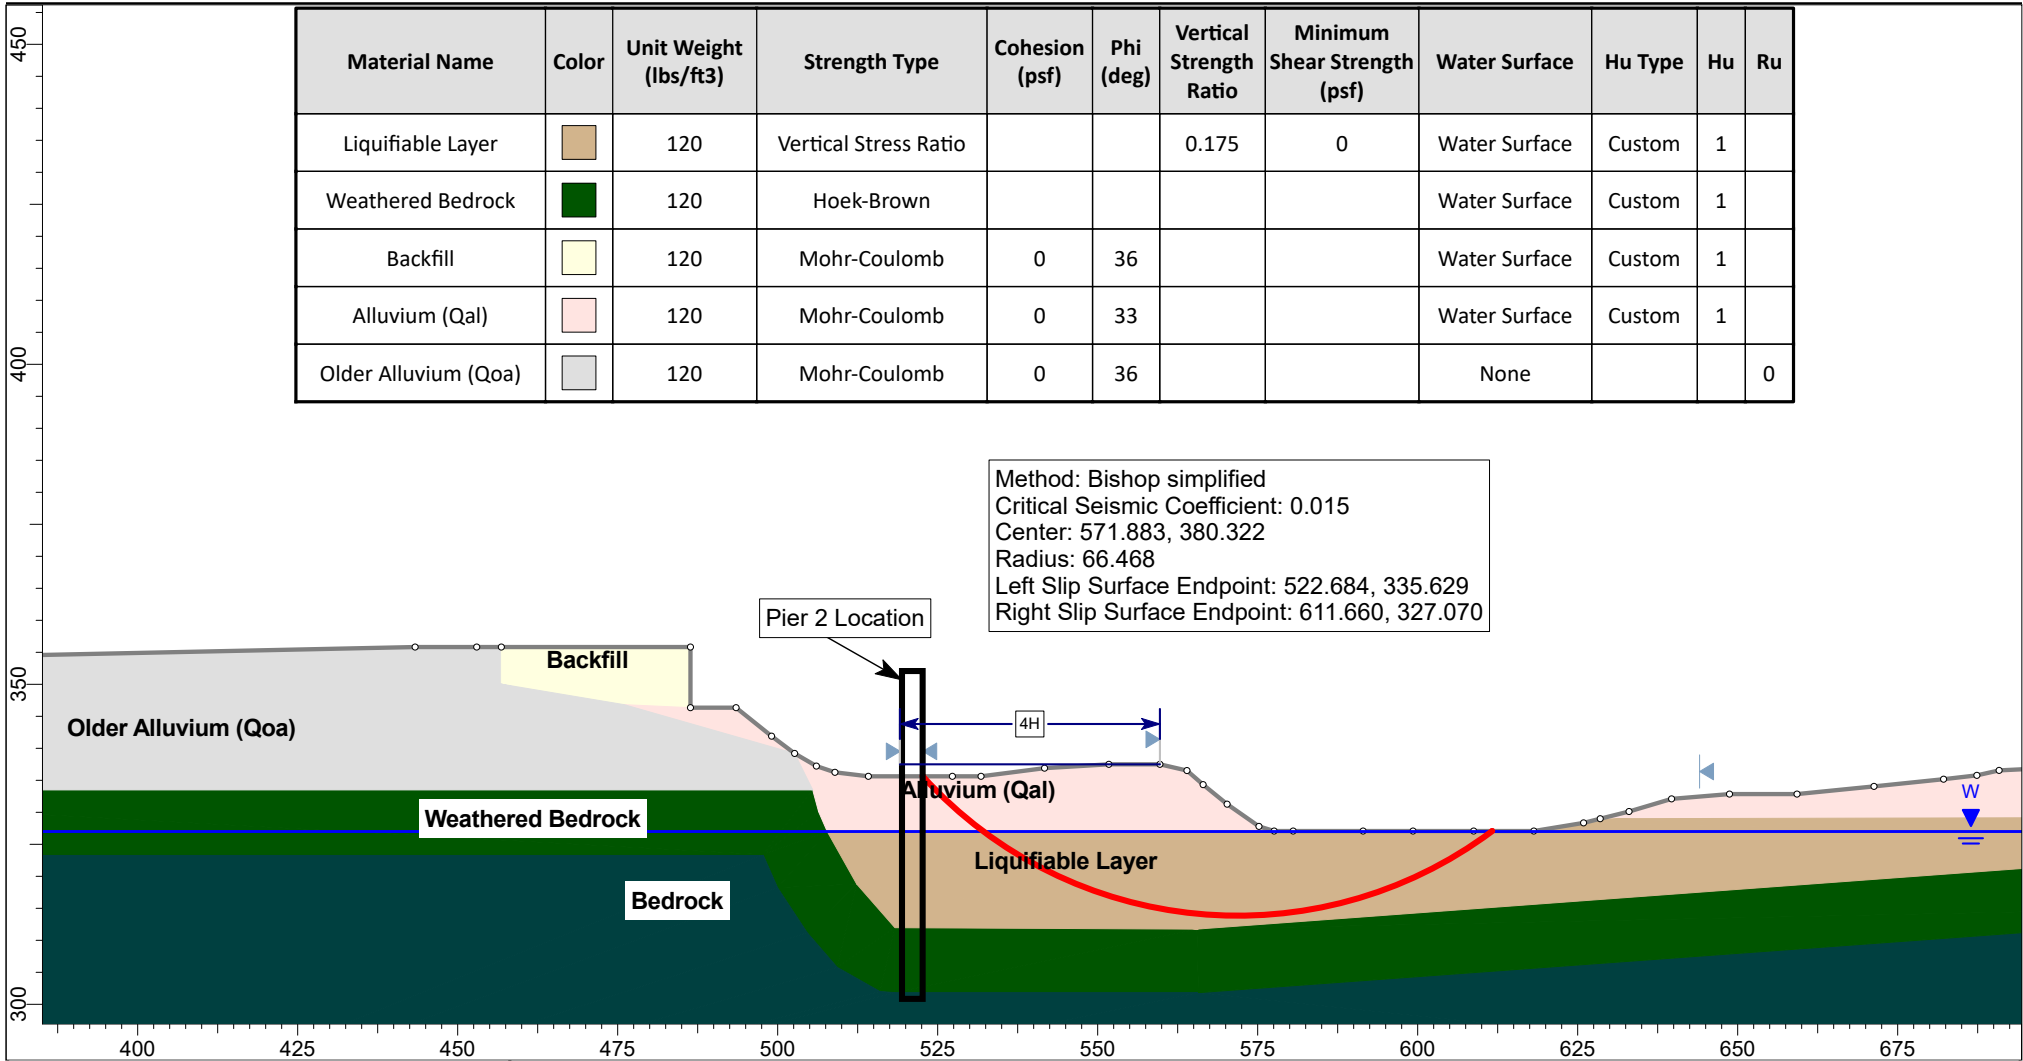 Material Name Color Unit Weight (lbs/ft3) Strength Type Cohesion (psf) Phi (deg) Vertical Strength Ratio Minimum Shear Strength (psf) Water Surface Hu Type Hu Ru
Liquifiable Layer 120 Vertical Stress Ratio 0.175 0 Water Surface Custom 1
Weathered Bedrock 120 Hoek-Brown Water Surface Custom 1
Backfill 120 Mohr-Coulomb 0 36 Water Surface Custom 1
Alluvium (Qal) 120 Mohr-Coulomb 0 33 Water Surface Custom 1
Older Alluvium (Qoa) 120 Mohr-Coulomb 0 36 None 0
Method: Bishop simplified
Critical Seismic Coefficient: 0.015
Center: 571.883, 380.322
Radius: 66.468
Left Slip Surface Endpoint: 522.684, 335.629
Right Slip Surface Endpoint: 611.660, 327.070
Pier 2 Location
Backfill
4H
Older Alluvium (Qoa)
Alluvium (Qal)
W
Weathered Bedrock
Liquifiable Layer
Bedrock
450
400
350
300
400 425 450 475 500 525 550 575 600 625 650 675